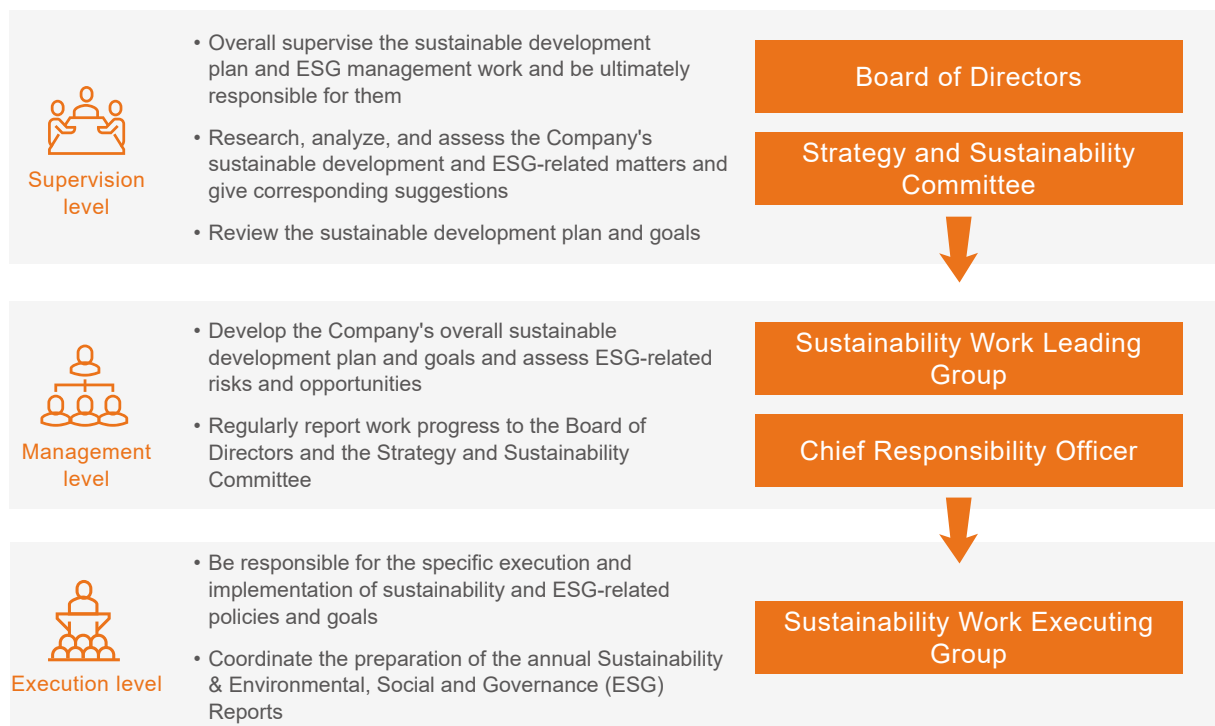 Supervision
level
• Overall supervise the sustainable development
plan and ESG management work and be ultimately
responsible for them
• Research, analyze, and assess the Company's
sustainable development and ESG-related matters and
give corresponding suggestions
• Review the sustainable development plan and goals
Board of Directors
Strategy and Sustainability
Committee
Management
level
• Develop the Company's overall sustainable
development plan and goals and assess ESG-related
risks and opportunities
• Regularly report work progress to the Board of
Directors and the Strategy and Sustainability
Committee
Sustainability Work Leading
Group
Chief Responsibility Officer
Execution level
• Be responsible for the specific execution and
implementation of sustainability and ESG-related
policies and goals
• Coordinate the preparation of the annual Sustainability
& Environmental, Social and Governance (ESG)
Reports
Sustainability Work Executing
Group